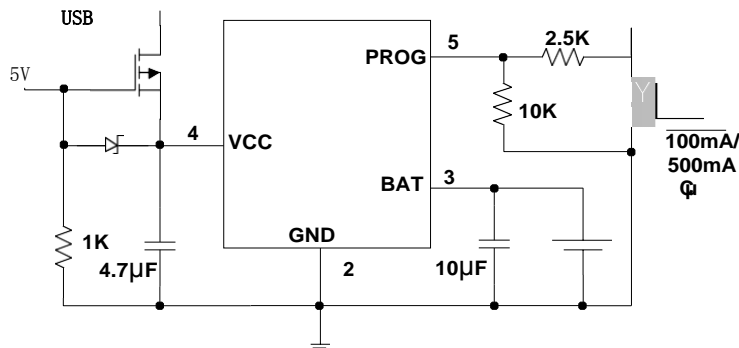 USB
5V
4
VCC
PROG
5
2.5K
10K
100mA/
500mA
BAT
3
GND
2
1K
4.7μF
10μF